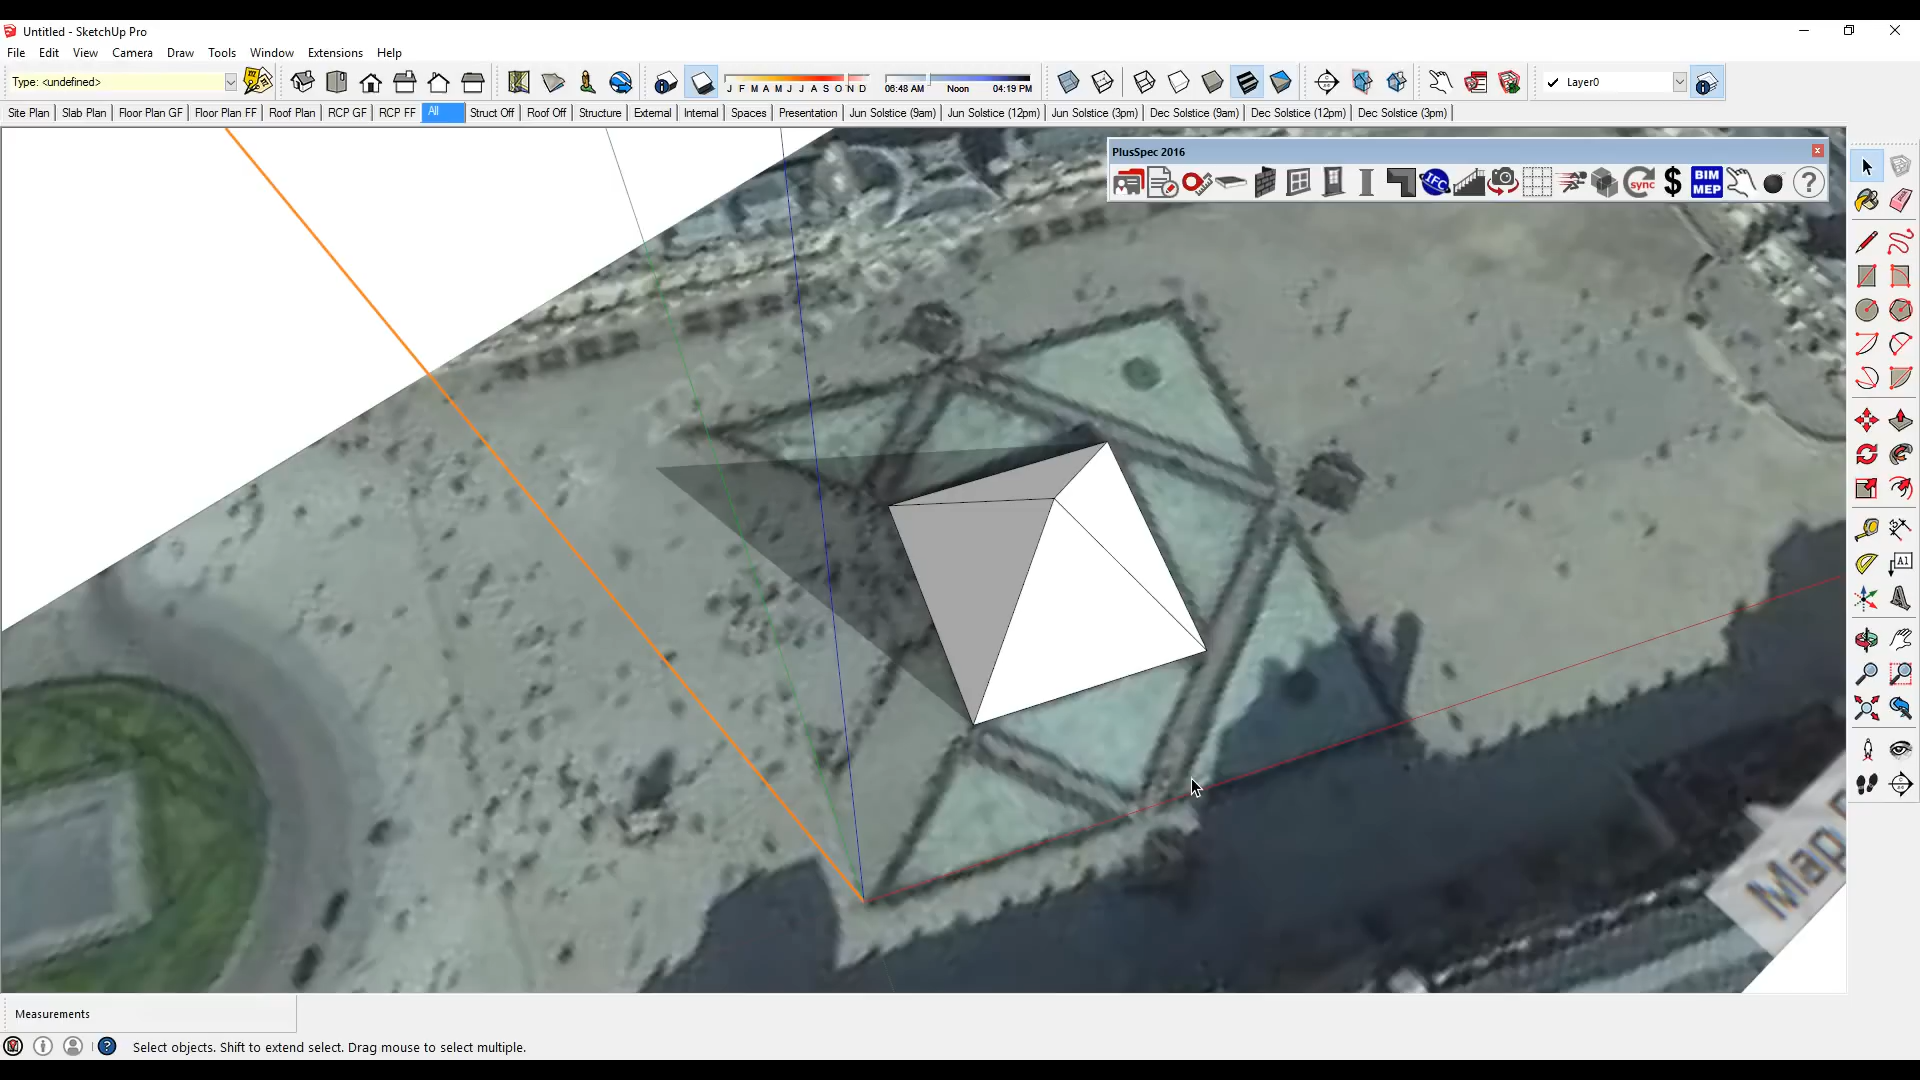 Untitled - SketchUp Pro
File Edit View Camera Draw Tools Window Extensions Help
Type: <undefined>
J F M A M J J A S O N D
06:48 AM Noon 04:19 PM
Layer0
Site Plan Slab Plan Floor Plan GF Floor Plan FF Roof Plan RCP GF RCP FF All Struct Off Roof Off Structure External Internal Spaces Presentation Jun Solstice (9am) Jun Solstice (12pm) Jun Solstice (3pm) Dec Solstice (9am) Dec Solstice (12pm) Dec Solstice (3pm)
PlusSpec 2016
IFC
sync
$
BIM
MEP
?
A1
Map
Measurements
Select objects. Shift to extend select. Drag mouse to select multiple.